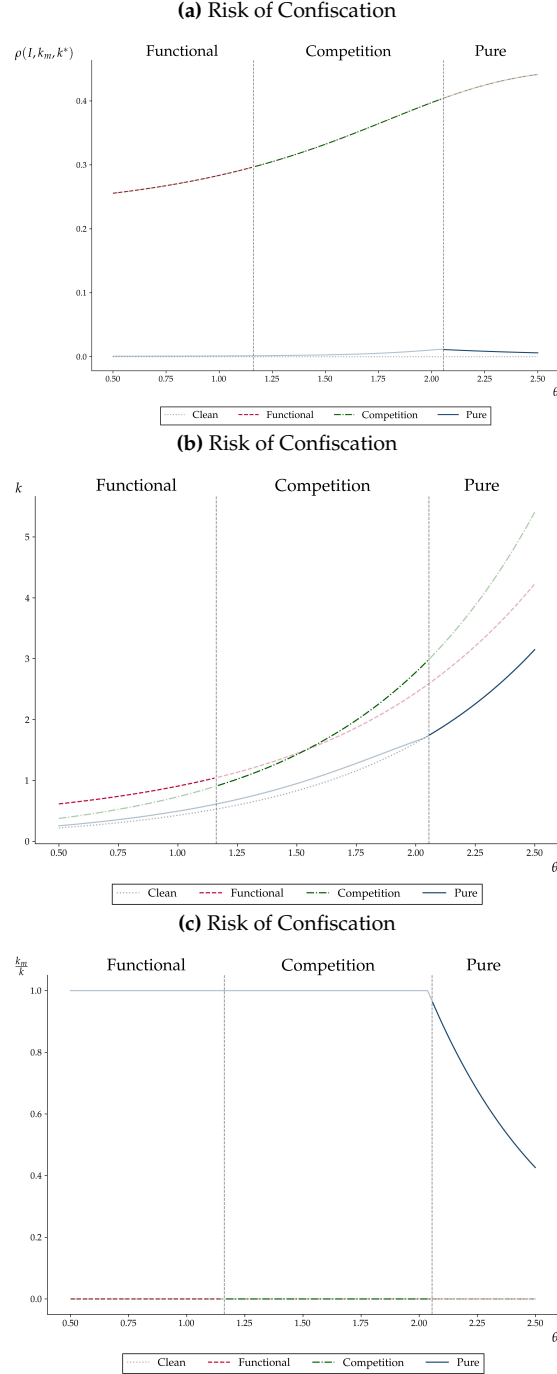 (a) Risk of Confiscation
ρ(I, k_m, k*)
Functional Competition Pure
0.4
0.3
0.2
0.1
0.0
0.50 0.75 1.00 1.25 1.50 1.75 2.00 2.25 2.50
θ
Clean Functional Competition Pure
(b) Risk of Confiscation
k
Functional Competition Pure
5
4
3
2
1
0
0.50 0.75 1.00 1.25 1.50 1.75 2.00 2.25 2.50
θ
Clean Functional Competition Pure
(c) Risk of Confiscation
k_m/k
Functional Competition Pure
1.0
0.8
0.6
0.4
0.2
0.0
0.50 0.75 1.00 1.25 1.50 1.75 2.00 2.25 2.50
θ
Clean Functional Competition Pure